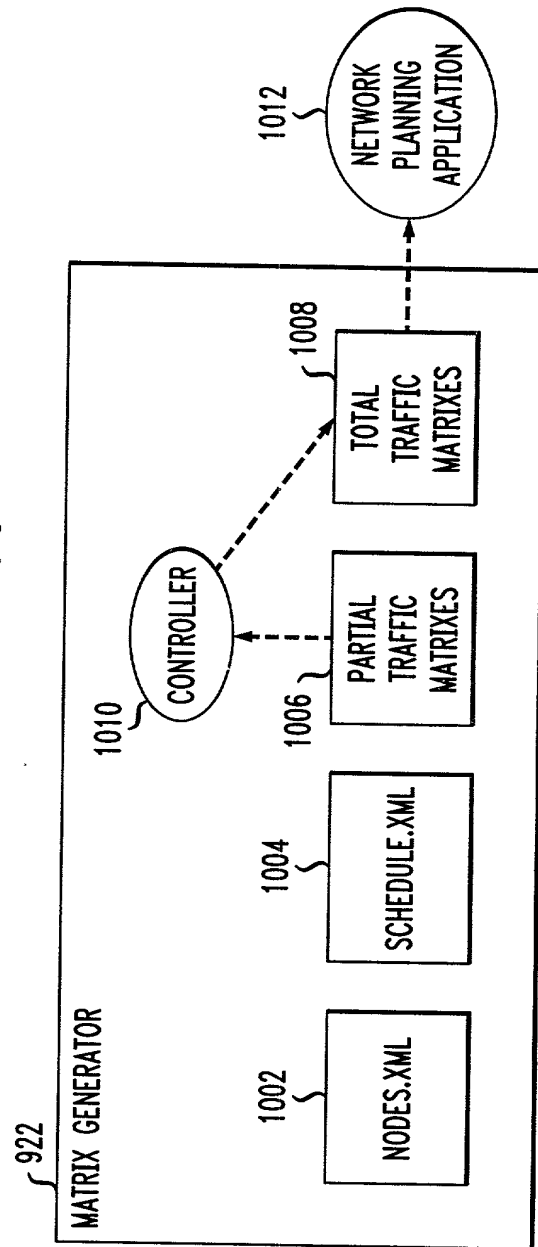 922
MATRIX GENERATOR
1010
CONTROLLER
1002
NODES.XML
1004
SCHEDULE.XML
1006
PARTIAL
TRAFFIC
MATRIXES
1008
TOTAL
TRAFFIC
MATRIXES
1012
NETWORK
PLANNING
APPLICATION